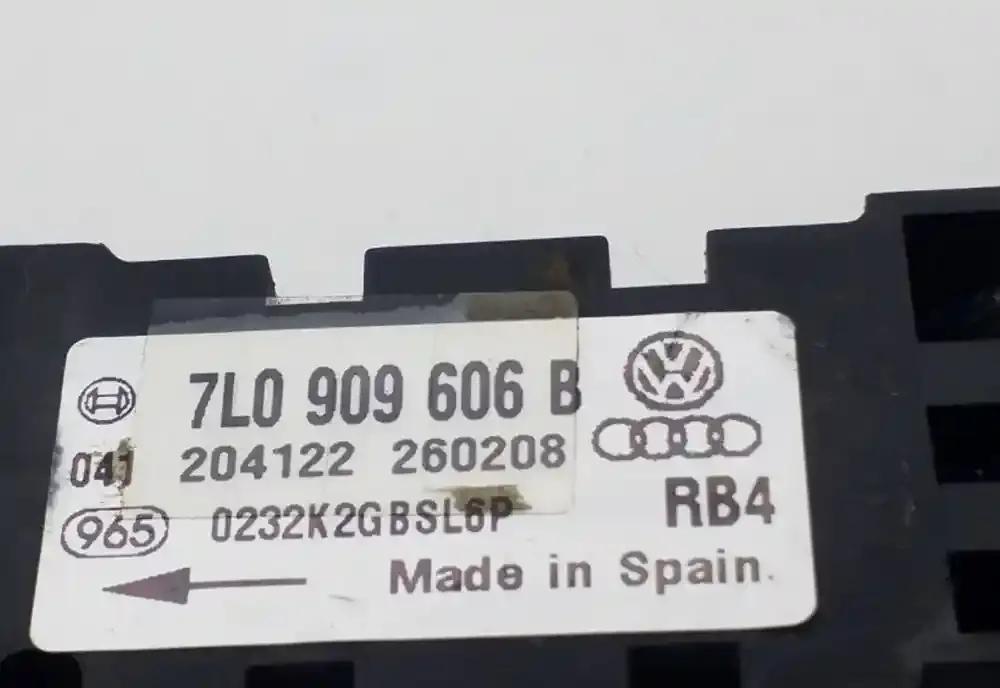 7L0 909 606 B
041 204122 260208
965 0232K2GBSL6P RB4
Made in Spain.